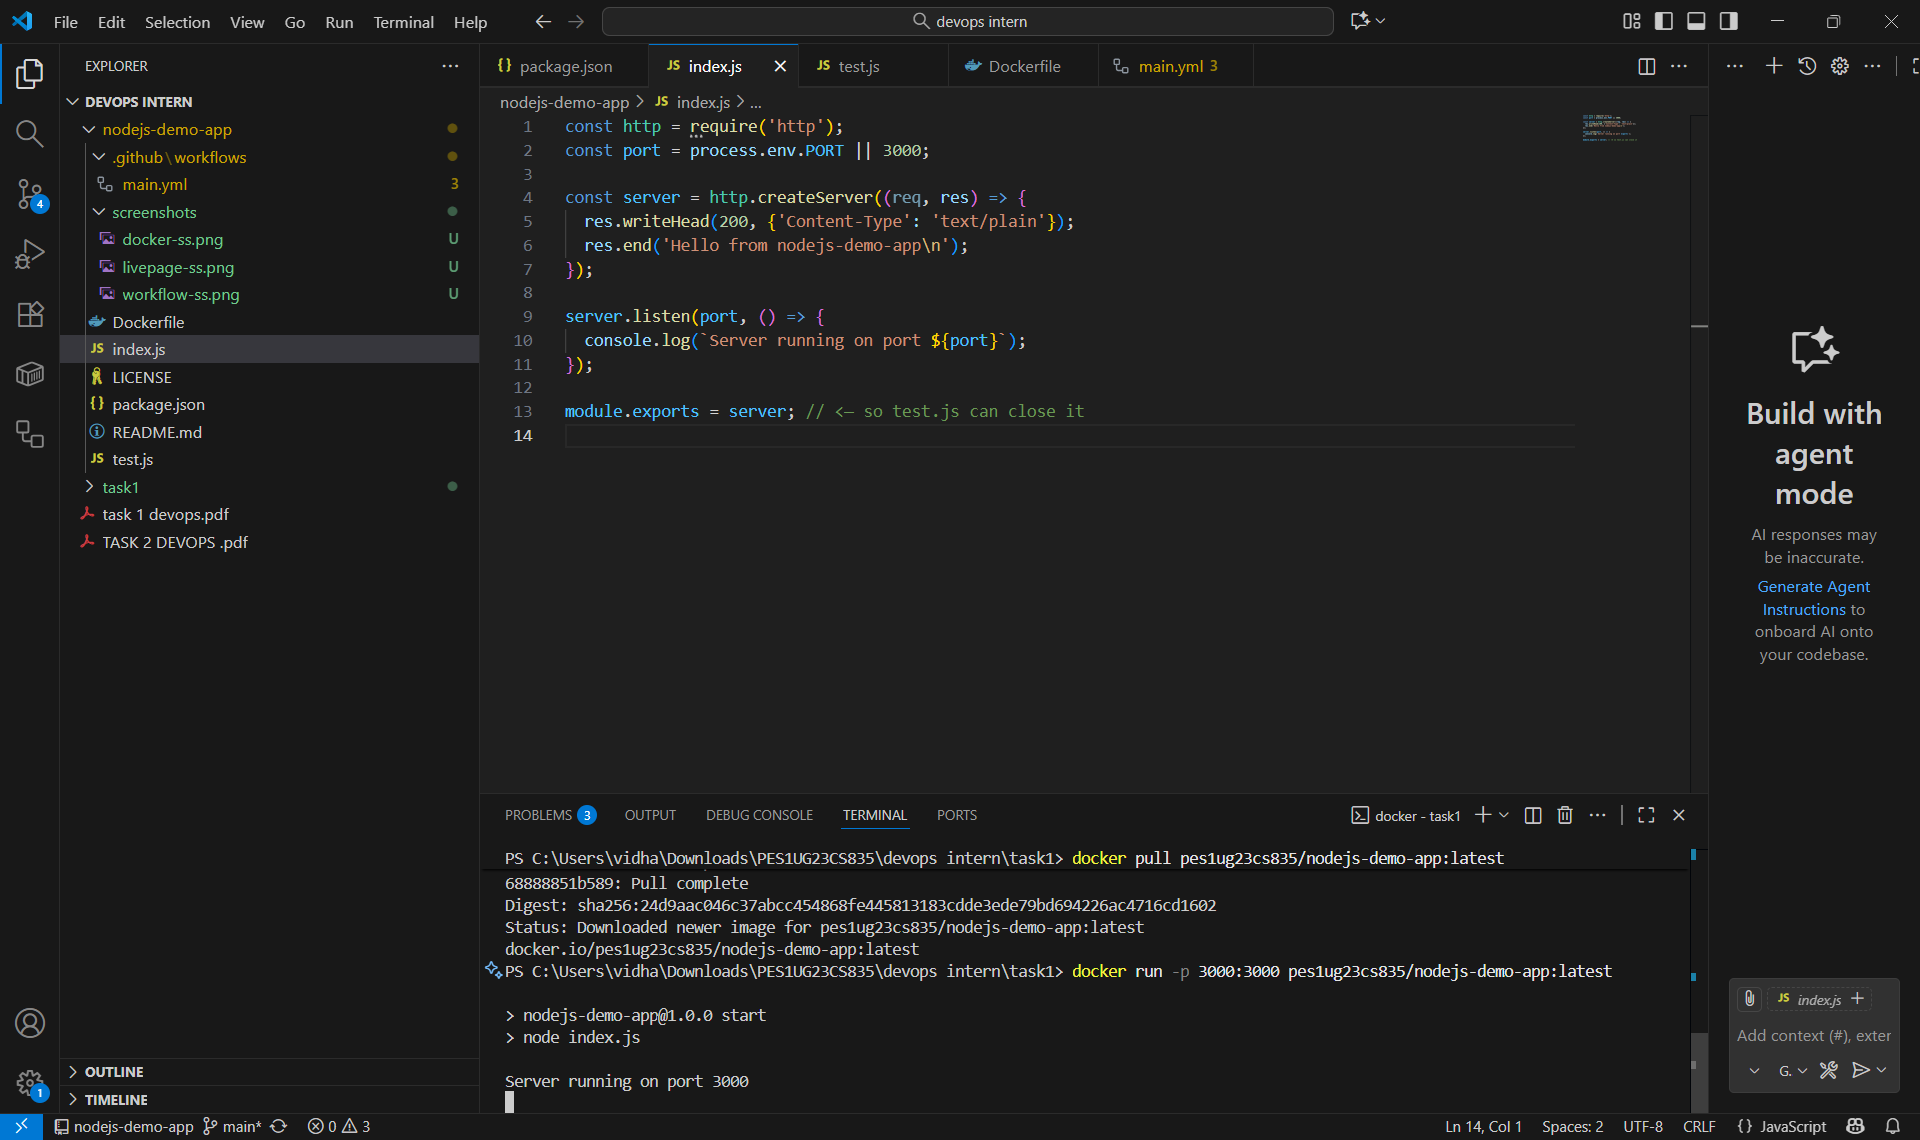 File Edit Selection View Go Run Terminal Help
devops intern
EXPLORER
DEVOPS INTERN
nodejs-demo-app
.github\workflows
main.yml 3
screenshots
docker-ss.png U
livepage-ss.png U
workflow-ss.png U
Dockerfile
JS index.js
LICENSE
{} package.json
README.md
JS test.js
task1
task 1 devops.pdf
TASK 2 DEVOPS .pdf
OUTLINE
TIMELINE
4
1
{} package.json JS index.js JS test.js Dockerfile main.yml 3
nodejs-demo-app > JS index.js > ...
1 const http = require('http');
2 const port = process.env.PORT || 3000;
3
4 const server = http.createServer((req, res) => {
5 res.writeHead(200, {'Content-Type': 'text/plain'});
6 res.end('Hello from nodejs-demo-app\n');
7 });
8
9 server.listen(port, () => {
10 console.log(`Server running on port ${port}`);
11 });
12
13 module.exports = server; // <— so test.js can close it
14
PROBLEMS 3 OUTPUT DEBUG CONSOLE TERMINAL PORTS
docker - task1
PS C:\Users\vidha\Downloads\PES1UG23CS835\devops intern\task1> docker pull pes1ug23cs835/nodejs-demo-app:latest
68888851b589: Pull complete
Digest: sha256:24d9aac046c37abcc454868fe445813183cdde3ede79bd694226ac4716cd1602
Status: Downloaded newer image for pes1ug23cs835/nodejs-demo-app:latest
docker.io/pes1ug23cs835/nodejs-demo-app:latest
PS C:\Users\vidha\Downloads\PES1UG23CS835\devops intern\task1> docker run -p 3000:3000 pes1ug23cs835/nodejs-demo-app:latest
> nodejs-demo-app@1.0.0 start
> node index.js
Server running on port 3000
Build with
agent
mode
AI responses may
be inaccurate.
Generate Agent
Instructions to
onboard AI onto
your codebase.
JS index.js
Add context (#), exter
G.
nodejs-demo-app main* 0 3
Ln 14, Col 1 Spaces: 2 UTF-8 CRLF {} JavaScript